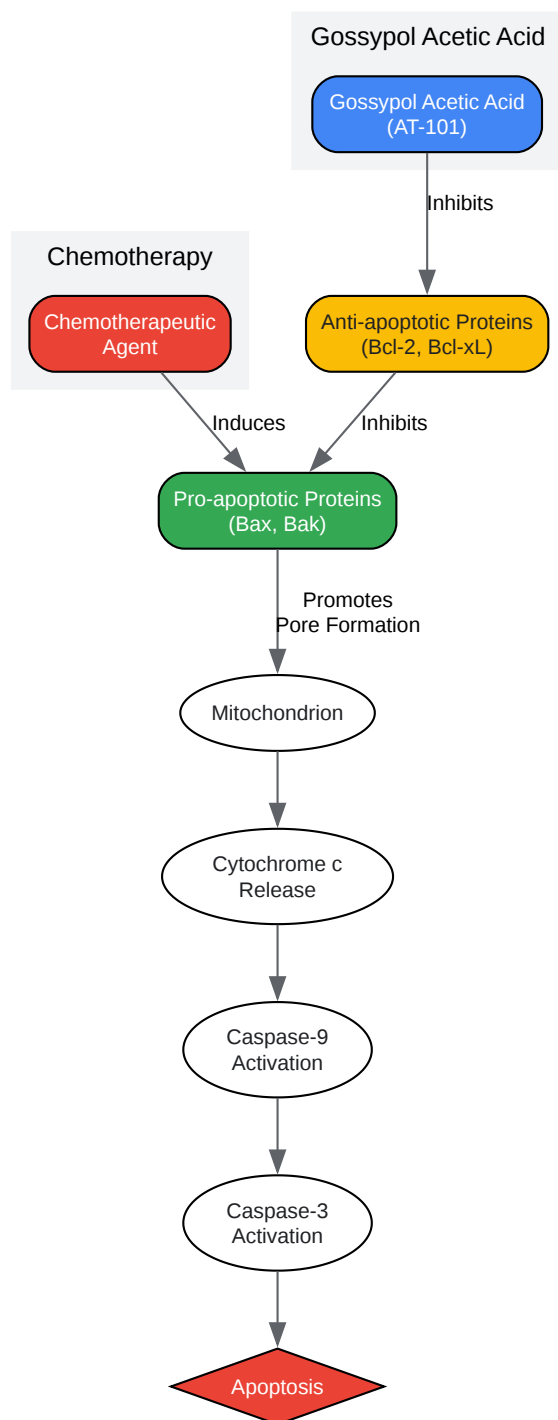 Gossypol Acetic Acid
Gossypol Acetic Acid
(AT-101)
Inhibits
Chemotherapy
Chemotherapeutic
Agent
Anti-apoptotic Proteins
(Bcl-2, Bcl-xL)
Induces
Inhibits
Pro-apoptotic Proteins
(Bax, Bak)
Promotes
Pore Formation
Mitochondrion
Cytochrome c
Release
Caspase-9
Activation
Caspase-3
Activation
Apoptosis